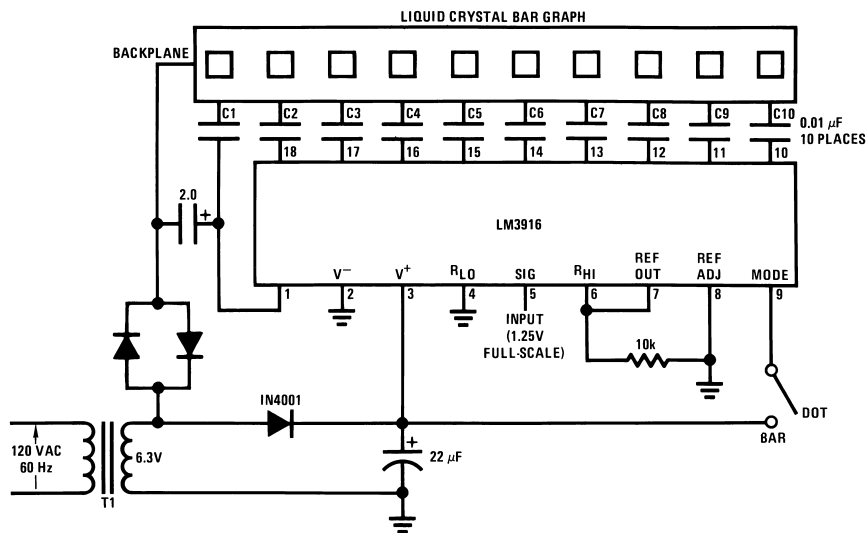 LIQUID CRYSTAL BAR GRAPH
BACKPLANE
C1 C2 C3 C4 C5 C6 C7 C8 C9 C10
0.01 μF
10 PLACES
18 17 16 15 14 13 12 11 10
2.0
+
LM3916
V− V+ RLO SIG RHI REF OUT REF ADJ MODE
1 2 3 4 5 6 7 8 9
INPUT
(1.25V
FULL-SCALE)
10k
IN4001
DOT
BAR
+
22 μF
120 VAC
60 Hz
6.3V
T1